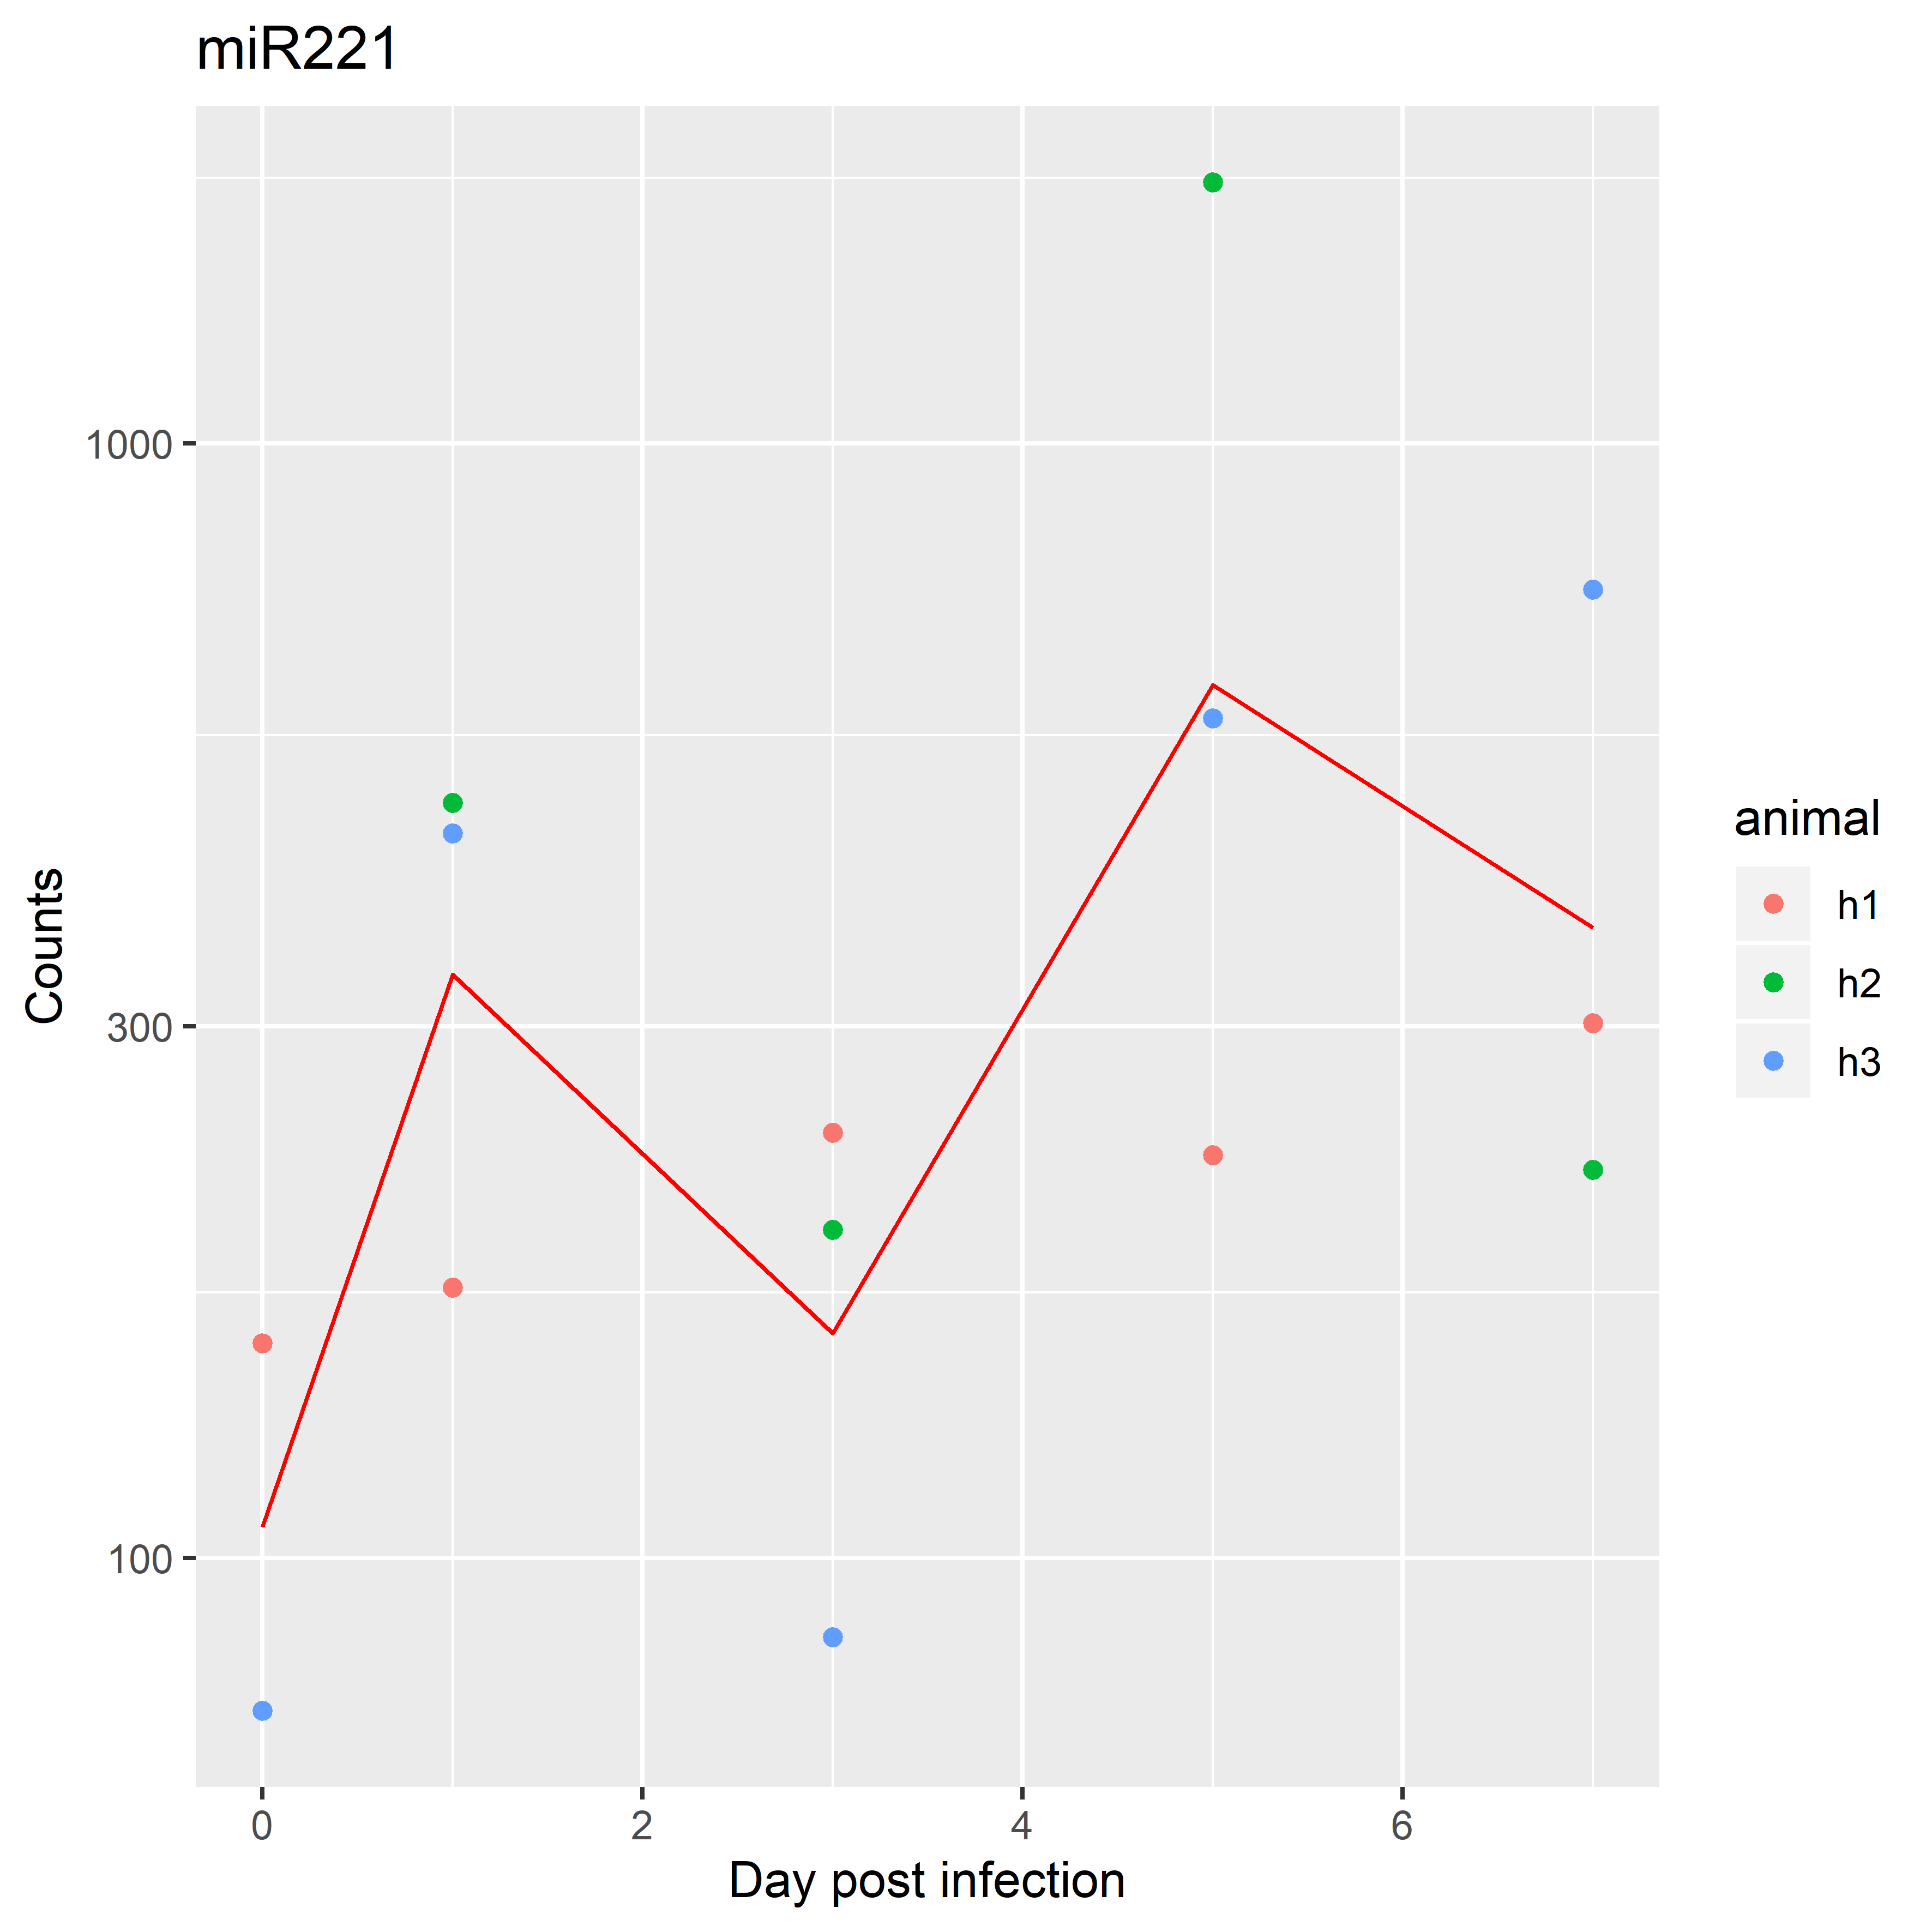 miR221
Counts
1000
300
100
0 2 4 6
Day post infection
animal
h1
h2
h3